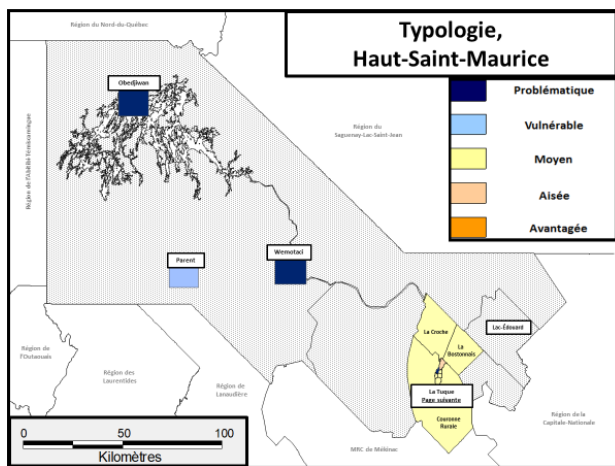 Région du Nord-du-Québec
Typologie,
Haut-Saint-Maurice
Obedjiwan
Problématique
Vulnérable
Moyen
Aisée
Avantagée
Région de l'Abitibi-Témiscamingue
Région du
Saguenay-Lac-Saint-Jean
Parent
Wemotaci
La Croche
Lac-Édouard
La
Bostonnais
La Tuque
Page suivante
Couronne
Rurale
Région de
l'Outaouais
Région des
Laurentides
Région de
Lanaudière
Région de la
Capitale-Nationale
MRC de Mékinac
0 50 100
Kilomètres